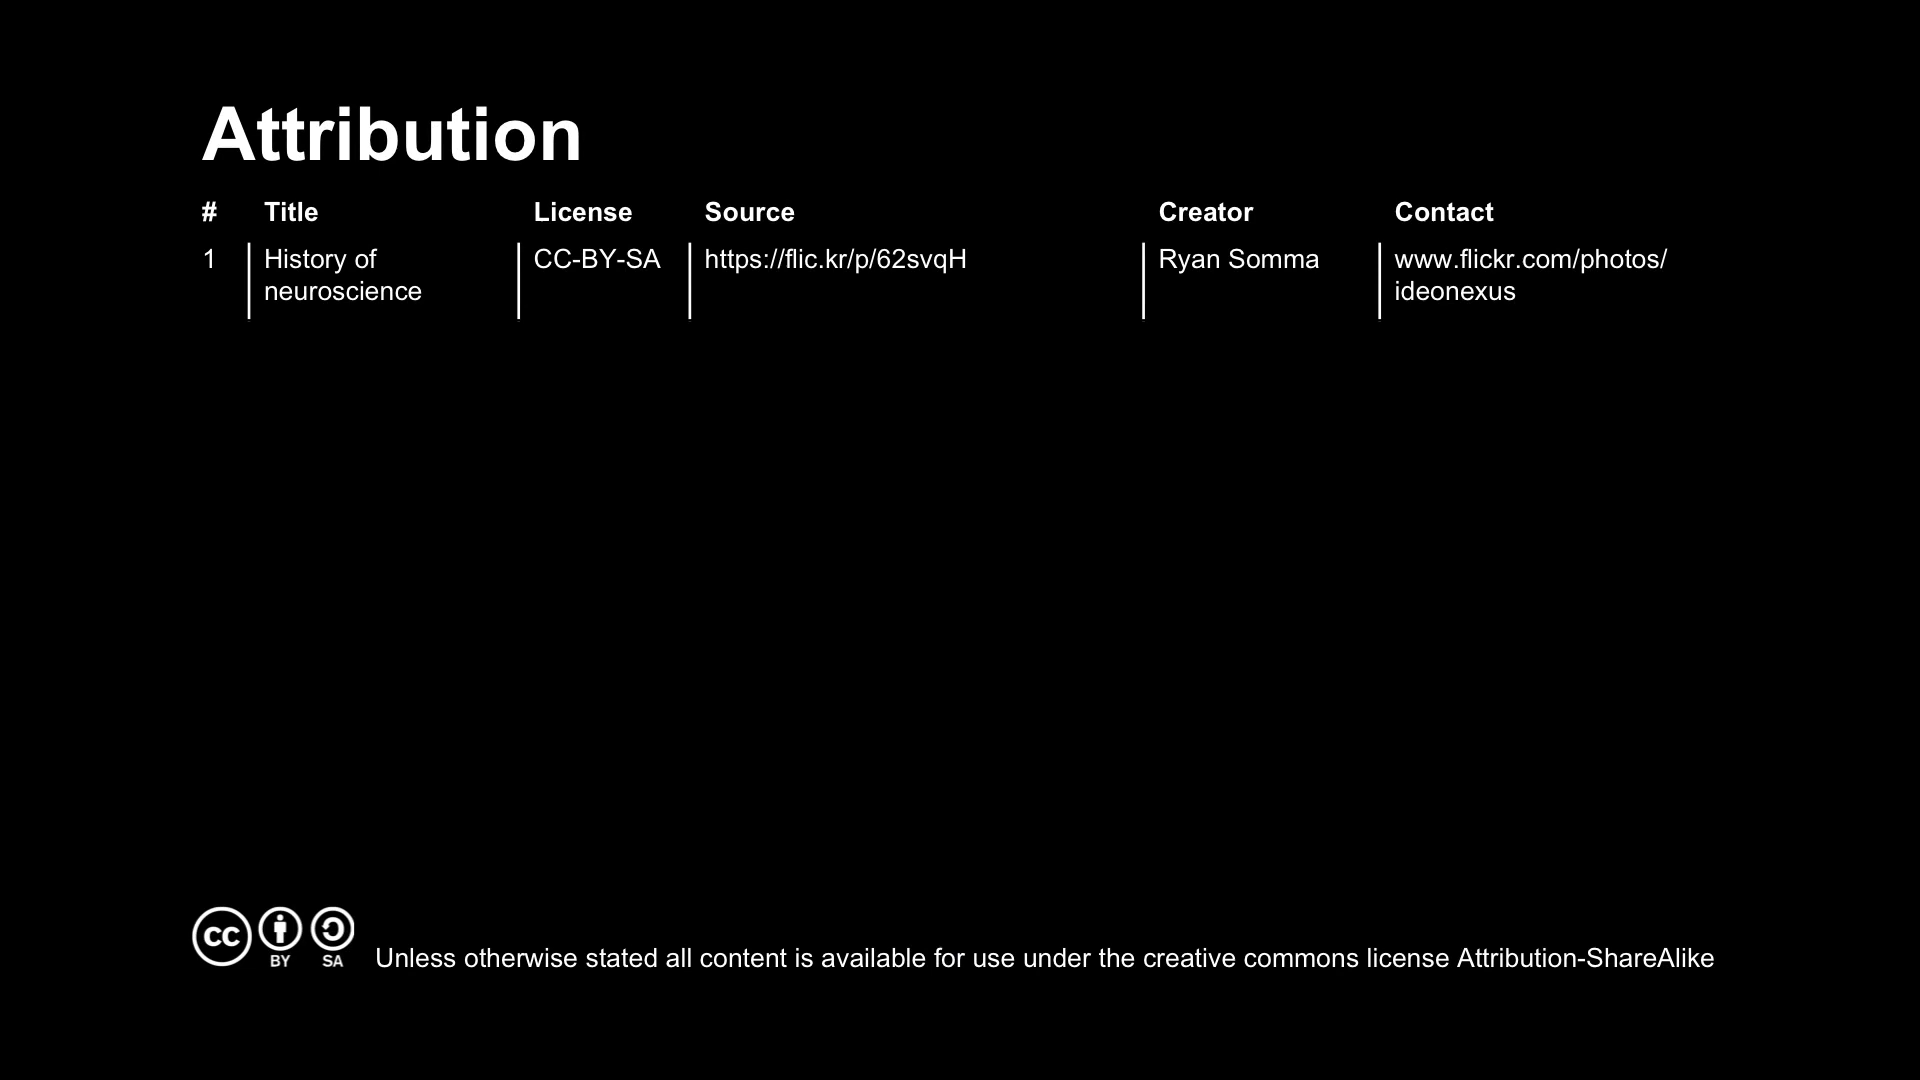 Attribution
# Title License Source Creator Contact
1 History of CC-BY-SA https://flic.kr/p/62svqH Ryan Somma www.flickr.com/photos/
neuroscience ideonexus
cc BY SA Unless otherwise stated all content is available for use under the creative commons license Attribution-ShareAlike